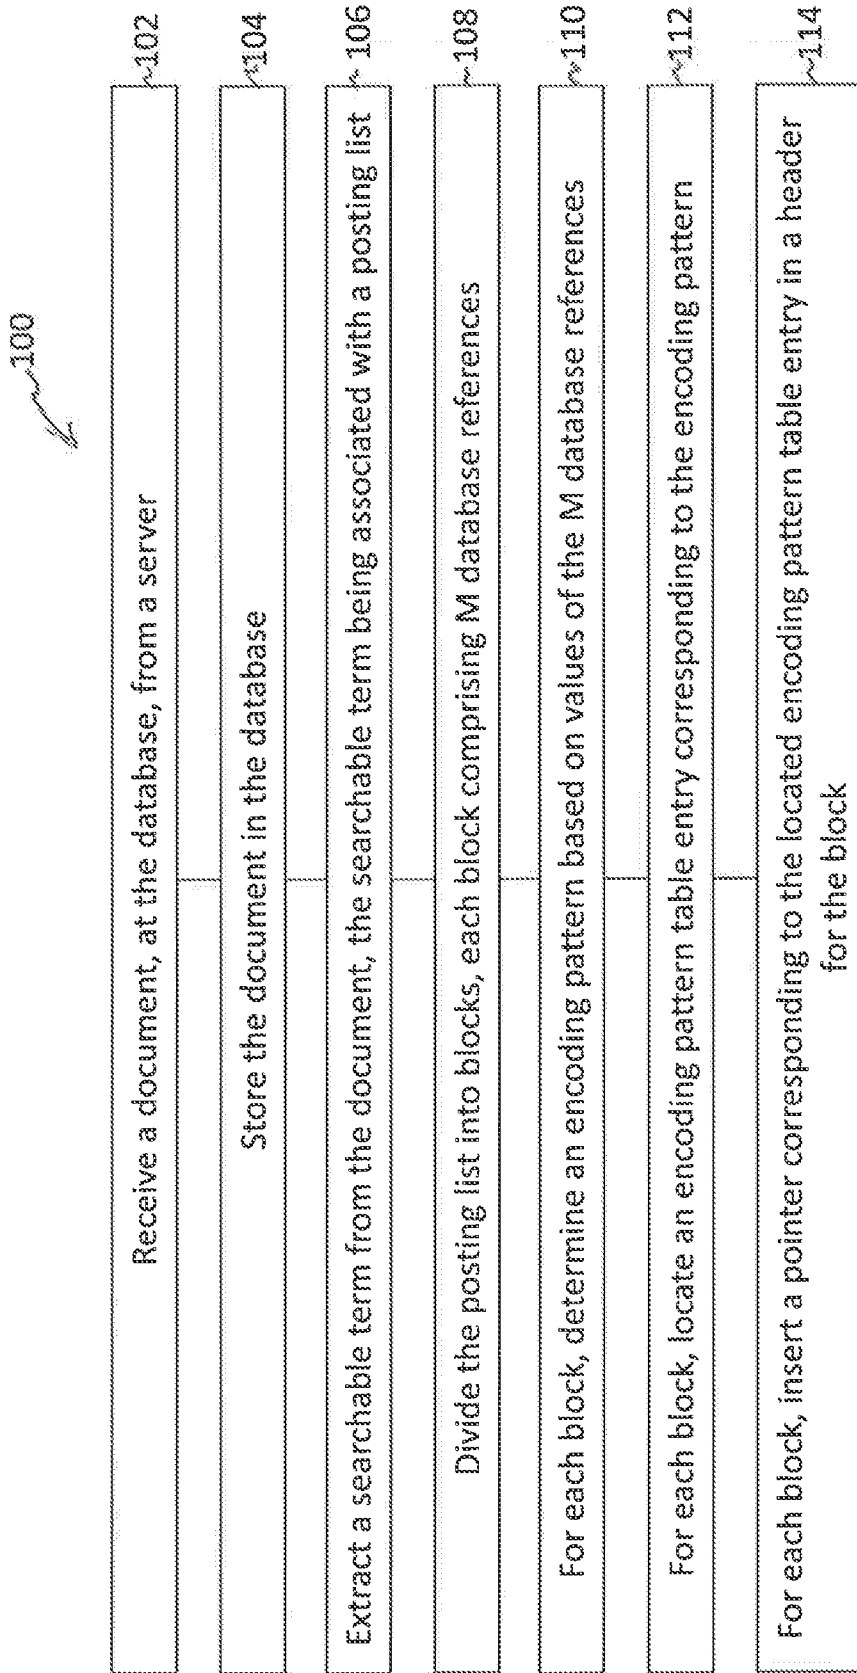 100
Receive a document, at the database, from a server
102
Store the document in the database
104
Extract a searchable term from the document, the searchable term being associated with a posting list
106
Divide the posting list into blocks, each block comprising M database references
108
For each block, determine an encoding pattern based on values of the M database references
110
For each block, locate an encoding pattern table entry corresponding to the encoding pattern
112
For each block, insert a pointer corresponding to the located encoding pattern table entry in a header
for the block
114